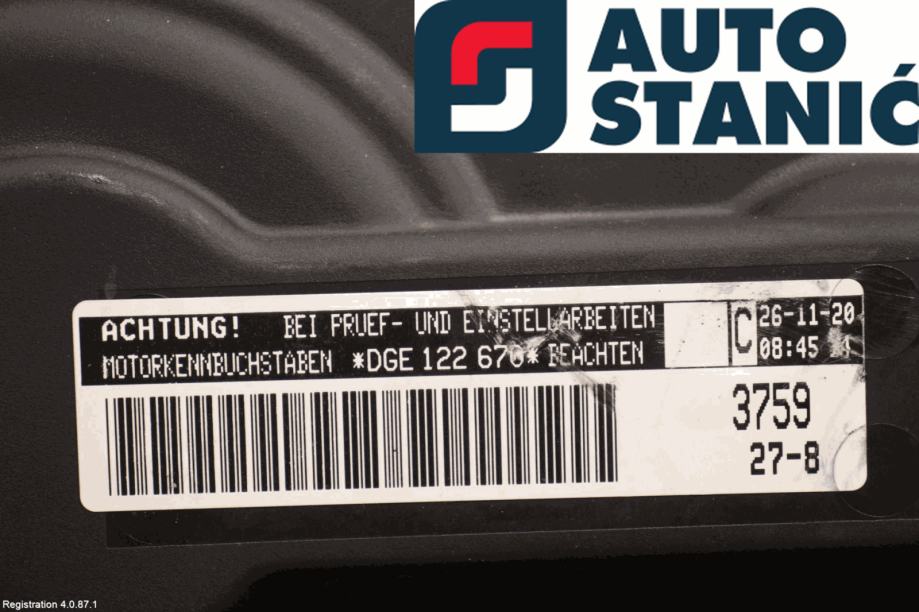 AUTO
STANIĆ
ACHTUNG! BEI PRUEF- UND EINSTELLARBEITEN
MOTORKENNBUCHSTABEN *DGE 122 670* BEACHTEN
C
26-11-20
08:45
3759
27-8
Registration 4.0.87.1